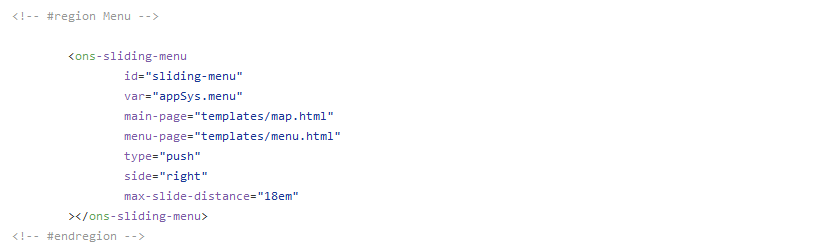 <!-- #region Menu -->
<ons-sliding-menu
id="sliding-menu"
var="appSys.menu"
main-page="templates/map.html"
menu-page="templates/menu.html"
type="push"
side="right"
max-slide-distance="18em"
></ons-sliding-menu>
<!-- #endregion -->